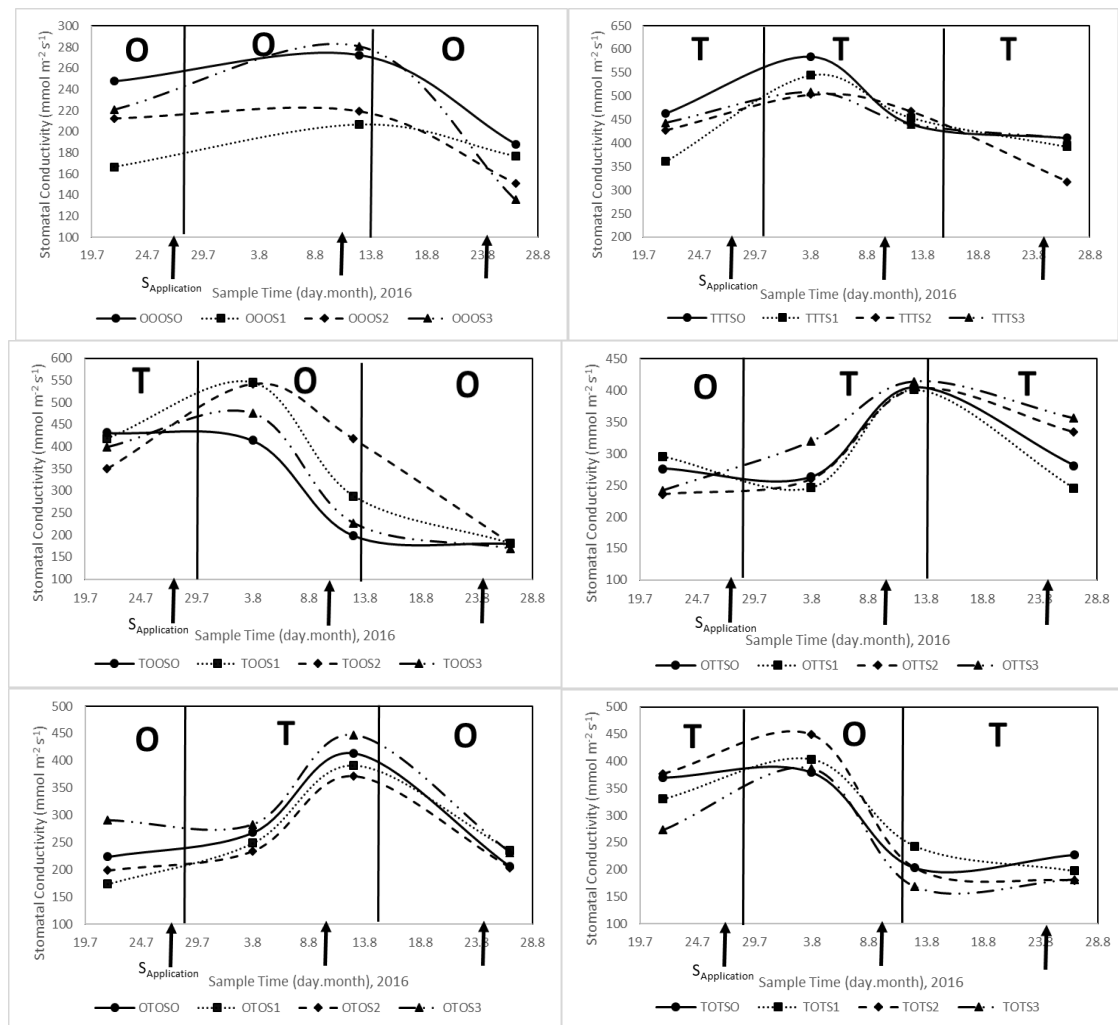 300
280
260
240
220
200
180
160
140
120
100
Stomatal Conductivity (mmol m⁻² s⁻¹)
O O O
19.7 24.7 29.7 3.8 8.8 13.8 18.8 23.8 28.8
S Application
Sample Time (day.month), 2016
OOOSO OOOS1 OOOS2 OOOS3
650
600
550
500
450
400
350
300
250
200
Stomatal Conductivity (mmol m⁻² s⁻¹)
T T T
19.7 24.7 29.7 3.8 8.8 13.8 18.8 23.8 28.8
S Application
Sample Time (day.month), 2016
TTTSO TTTS1 TTTS2 TTTS3
600
550
500
450
400
350
300
250
200
150
100
Stomatal Conductivity (mmol m⁻² s⁻¹)
T O O
19.7 24.7 29.7 3.8 8.8 13.8 18.8 23.8 28.8
S Application
Sample Time (day.month), 2016
TOOSO TOOS1 TOOS2 TOOS3
450
400
350
300
250
200
150
100
Stomatal Conductivity (mmol m⁻² s⁻¹)
O T T
19.7 24.7 29.7 3.8 8.8 13.8 18.8 23.8 28.8
S Application
Sample Time (day.month), 2016
OTTSO OTTS1 OTTS2 OTTS3
500
450
400
350
300
250
200
150
100
Stomatal Conductivity (mmol m⁻² s⁻¹)
O T O
19.7 24.7 29.7 3.8 8.8 13.8 18.8 23.8 28.8
S Application
Sample Time (day.month), 2016
OTOSO OTOS1 OTOS2 OTOS3
500
450
400
350
300
250
200
150
100
Stomatal Conductivity (mmol m⁻² s⁻¹)
T O T
19.7 24.7 29.7 3.8 8.8 13.8 18.8 23.8 28.8
S Application
Sample Time (day.month), 2016
TOTSO TOTS1 TOTS2 TOTS3